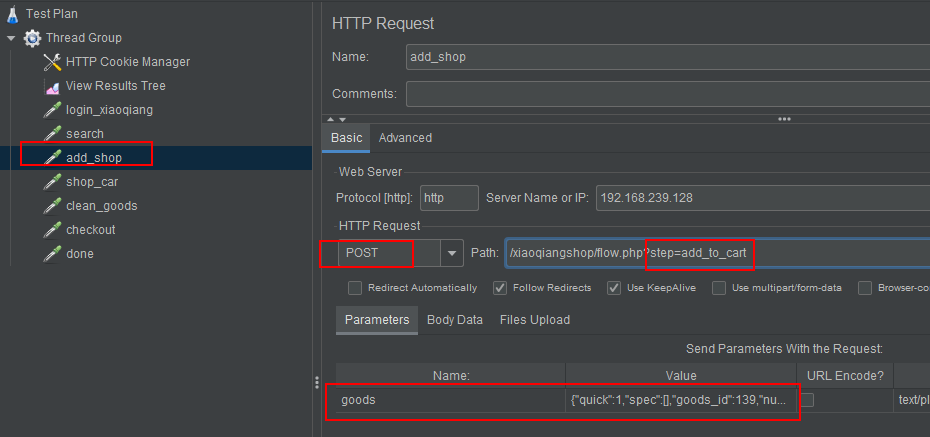 Test Plan
Thread Group
HTTP Cookie Manager
View Results Tree
login_xiaoqiang
search
add_shop
shop_car
clean_goods
checkout
done
HTTP Request
Name: add_shop
Comments:
Basic Advanced
Web Server
Protocol [http]: http Server Name or IP: 192.168.239.128
HTTP Request
POST Path: /xiaoqiangshop/flow.php?step=add_to_cart
Redirect Automatically Follow Redirects Use KeepAlive Use multipart/form-data Browser-co
Parameters Body Data Files Upload
Send Parameters With the Request:
Name: Value URL Encode?
goods {"quick":1,"spec":[],"goods_id":139,"nu... text/pl